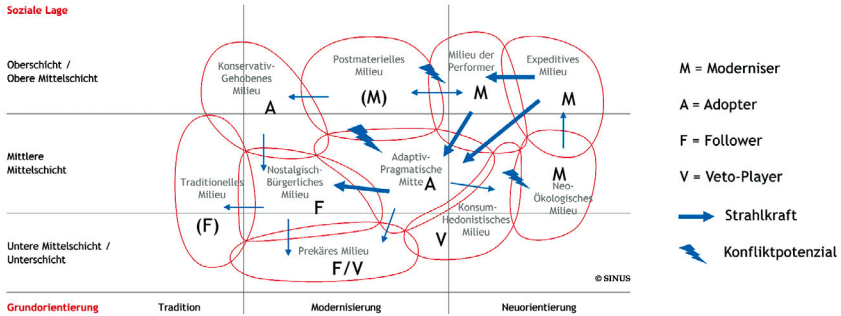 Soziale Lage
Oberschicht /
Obere Mittelschicht
Konservativ-
Gehobenes
Milieu
A
Postmaterielles
Milieu
(M)
Milieu der
Performer
M
Expeditives
Milieu
M
M = Moderniser
A = Adopter
F = Follower
V = Veto-Player
Strahlkraft
Konfliktpotenzial
Mittlere
Mittelschicht
Traditionelles
Milieu
(F)
Nostalgisch-
Bürgerliches
Milieu
F
Adaptiv-
Pragmatische
Mitte
A
Konsum-
Hedonistisches
Milieu
V
M
Neo-
Ökologisches
Milieu
Untere Mittelschicht /
Unterschicht
Prekäres Milieu
F/V
© SINUS
Grundorientierung
Tradition
Modernisierung
Neuorientierung